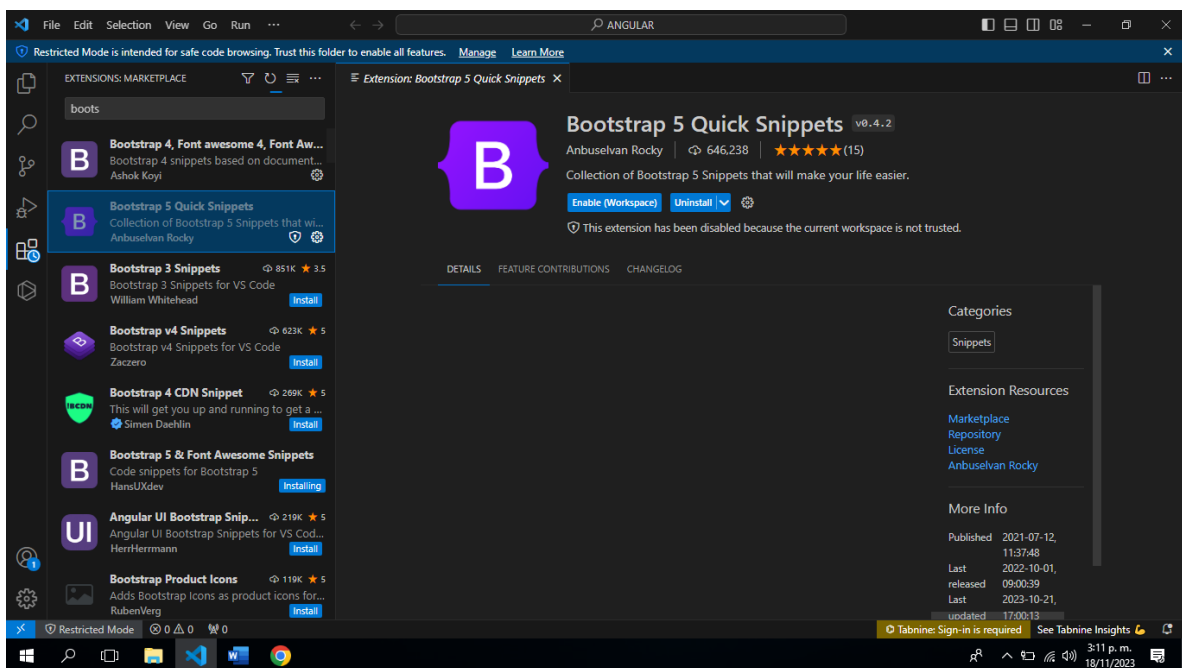 File Edit Selection View Go Run ··· ANGULAR
Restricted Mode is intended for safe code browsing. Trust this folder to enable all features. Manage Learn More
EXTENSIONS: MARKETPLACE
Extension: Bootstrap 5 Quick Snippets
boots
Bootstrap 4, Font awesome 4, Font Aw...
Bootstrap 4 snippets based on document...
Ashok Koyi
Bootstrap 5 Quick Snippets
Collection of Bootstrap 5 Snippets that wi...
Anbuselvan Rocky
Bootstrap 3 Snippets 851K ★ 3.5
Bootstrap 3 Snippets for VS Code
William Whitehead Install
Bootstrap v4 Snippets 623K ★ 5
Bootstrap v4 Snippets for VS Code
Zaczero Install
IBCDN
Bootstrap 4 CDN Snippet 269K ★ 5
This will get you up and running to get a ...
Simen Daehlin Install
Bootstrap 5 & Font Awesome Snippets
Code snippets for Bootstrap 5
HansUXdev Installing
UI
Angular UI Bootstrap Snip... 219K ★ 5
Angular UI Bootstrap Snippets for VS Cod...
HerrHerrmann Install
Bootstrap Product Icons 119K ★ 5
Adds Bootstrap Icons as product icons for...
RubenVerg Install
B
Bootstrap 5 Quick Snippets v0.4.2
Anbuselvan Rocky 646,238 ★★★★★(15)
Collection of Bootstrap 5 Snippets that will make your life easier.
Enable (Workspace) Uninstall
This extension has been disabled because the current workspace is not trusted.
DETAILS FEATURE CONTRIBUTIONS CHANGELOG
Categories
Snippets
Extension Resources
Marketplace
Repository
License
Anbuselvan Rocky
More Info
Published 2021-07-12,
11:37:48
Last 2022-10-01,
released 09:00:39
Last 2023-10-21,
updated 17:00:13
1
Restricted Mode 0 0 0
Tabnine: Sign-in is required See Tabnine Insights
3:11 p. m.
18/11/2023